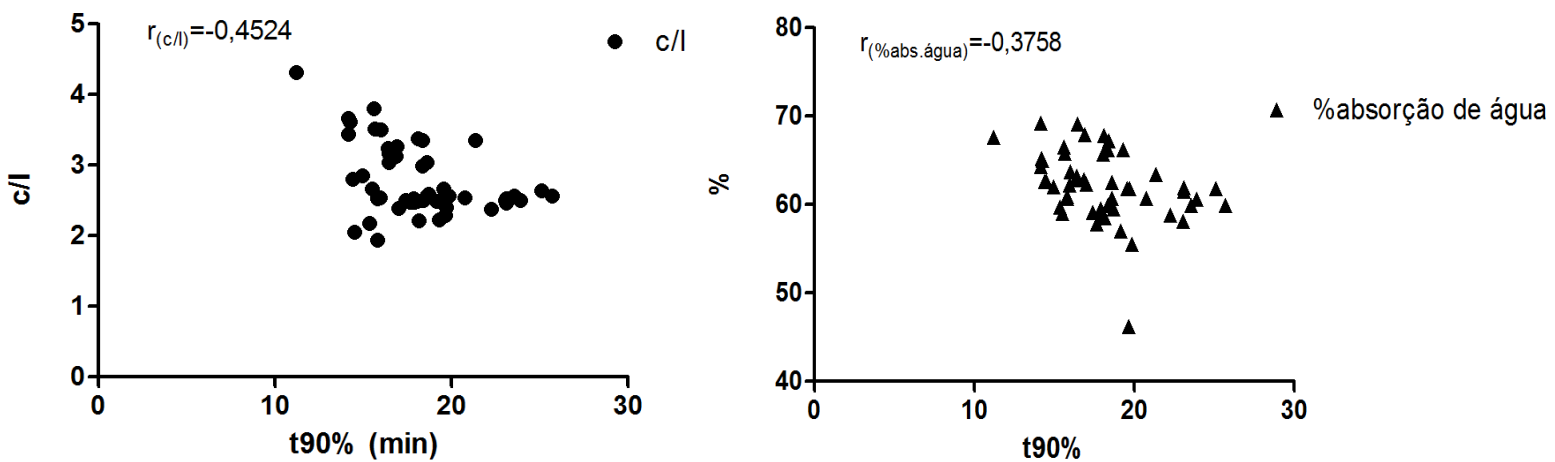 r(c/l)=-0,4524
c/l
5
4
3
2
1
0
c/l
0 10 20 30
t90% (min)
r(%abs.água)=-0,3758
%absorção de água
80
70
60
50
40
%
0 10 20 30
t90%